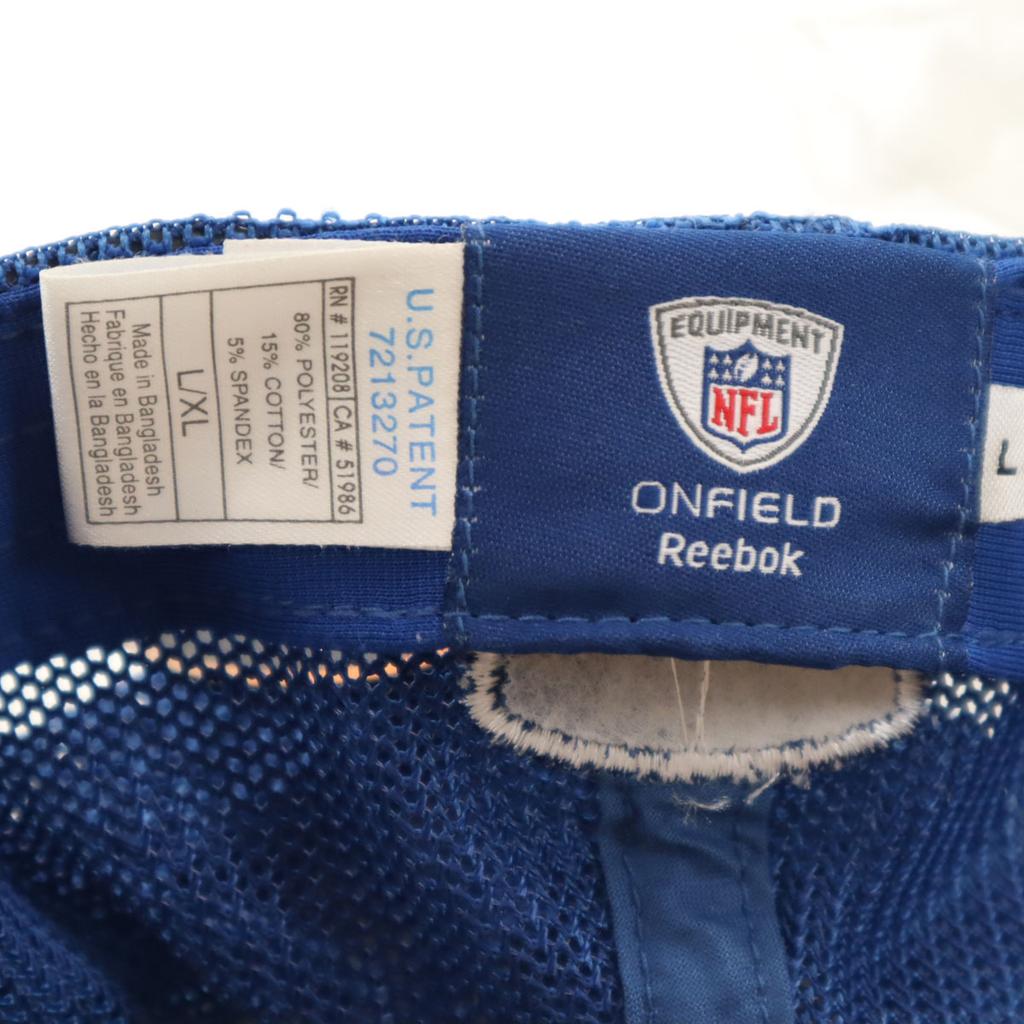 U.S.PATENT
7213270
RN # 119208 CA # 51986
80% POLYESTER/
15% COTTON/
5% SPANDEX
L/XL
Made in Bangladesh
Fabrique en Bangladesh
Hecho en la Bangladesh
EQUIPMENT
NFL
ONFIELD
Reebok
L